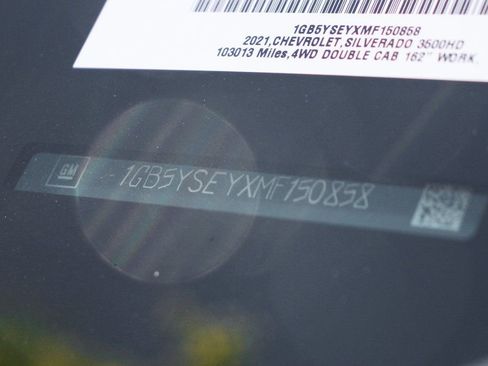 1GB5YSEYXMF150858
2021,CHEVROLET,SILVERADO 3500HD
103013 Miles,4WD DOUBLE CAB 162" WORK
GM
1GB5YSEYXMF150858